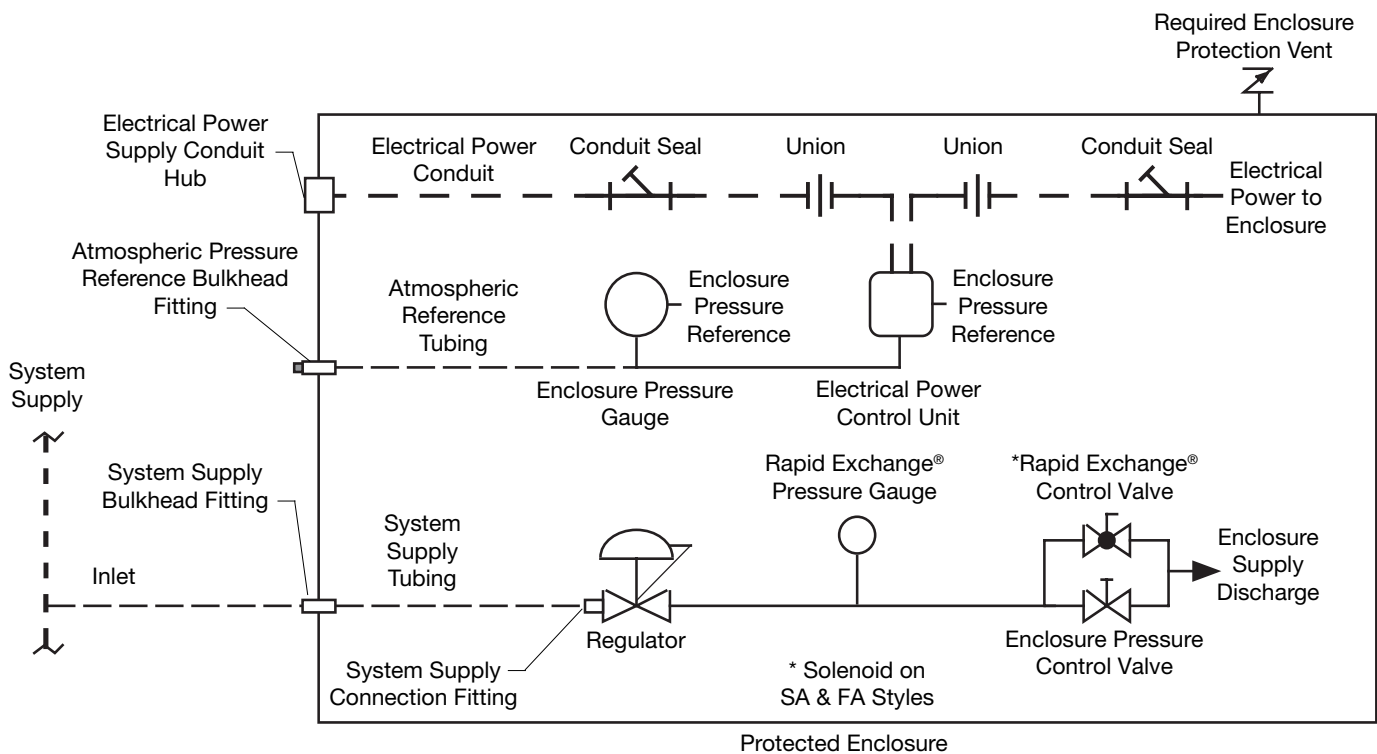 Required Enclosure
Protection Vent
Electrical Power
Supply Conduit
Hub
Electrical Power
Conduit
Conduit Seal
Union
Union
Conduit Seal
Electrical
Power to
Enclosure
Atmospheric Pressure
Reference Bulkhead
Fitting
Atmospheric
Reference
Tubing
Enclosure
Pressure
Reference
Enclosure
Pressure
Reference
Enclosure Pressure
Gauge
Electrical Power
Control Unit
System
Supply
System Supply
Bulkhead Fitting
Inlet
System
Supply
Tubing
Rapid Exchange®
Pressure Gauge
*Rapid Exchange®
Control Valve
Enclosure
Supply
Discharge
Regulator
Enclosure Pressure
Control Valve
System Supply
Connection Fitting
* Solenoid on
SA & FA Styles
Protected Enclosure